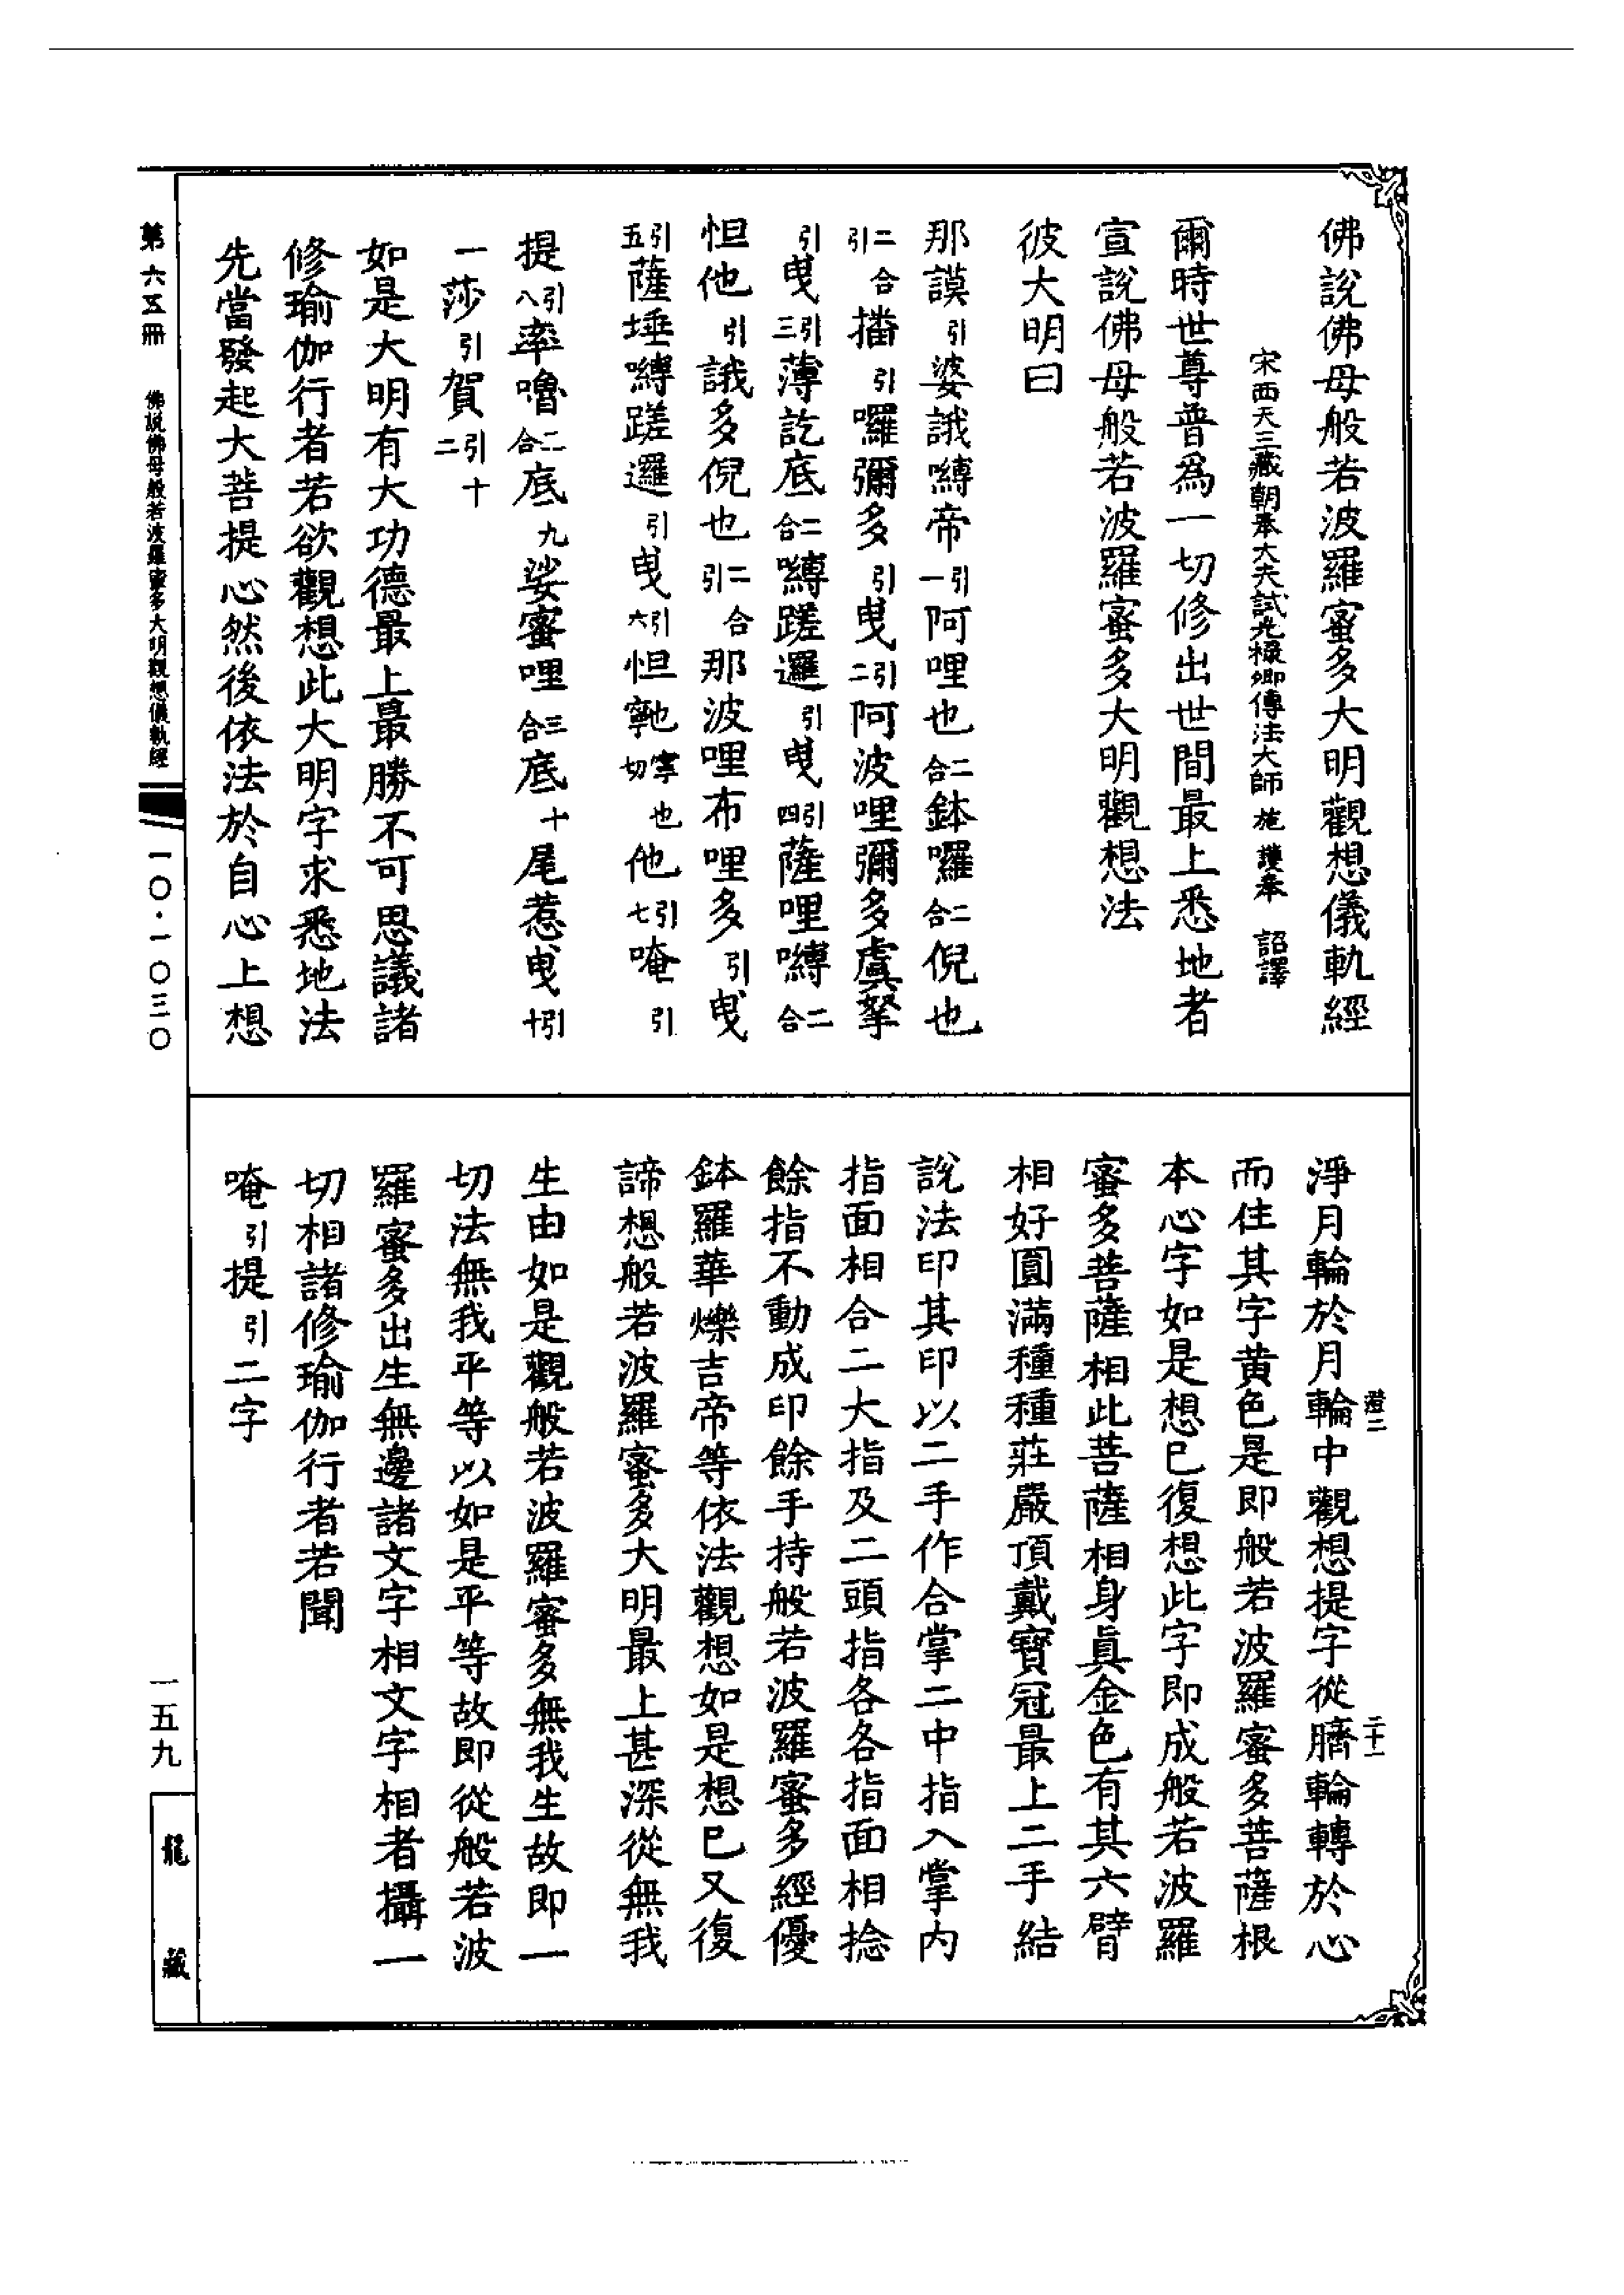 佛說佛母般若波羅蜜多大明觀想儀軌經
宋西天三藏朝奉大夫試光祿卿傳法大師施護奉 詔譯
爾時世尊普爲一切修出世間最上悉地者
宣說佛母般若波羅蜜多大明觀想法
彼大明曰
那謨引婆誐嚩帝引一阿哩也二合鉢囉二合倪也
二合引播引囉彌多引曳引二阿波哩彌多虞拏
引曳引三薄訖底二合嚩蹉邏引曳引四薩哩嚩二合
怛他引誐多倪也二合引那波哩布哩多引曳
引五薩埵嚩蹉邏引曳引六怛寧也寧也切他引七唵引
提引八率嚕二合底九娑蜜哩三合底十尾惹曳引十
一莎引賀引十二
如是大明有大功德最上最勝不可思議諸
修瑜伽行者若欲觀想此大明字求悉地法
先當發起大菩提心然後依法於自心上想
淨月輪於月輪中觀想提字從臍輪轉於心
而住其字黃色是即般若波羅蜜多菩薩根
本心字如是想已復想此字即成般若波羅
蜜多菩薩相此菩薩相身眞金色有其六臂
相好圓滿種種莊嚴頂戴寶冠最上二手結
說法印其印以二手作合掌二中指入掌內
指面相合二大指及二頭指各各指面相捻
餘指不動成印餘手持般若波羅蜜多經優
鉢羅華爍吉帝等依法觀想如是想已又復
諦想般若波羅蜜多大明最上甚深從無我
生由如是觀般若波羅蜜多無我生故即一
切法無我平等以如是平等故即從般若波
羅蜜多出生無邊諸文字相文字相者攝一
切相諸修瑜伽行者若聞
唵引提引二字
二十一
第六五冊
佛説佛母般若波羅蜜多大明觀想儀軌經
一〇·一〇三〇
一五九
龍藏